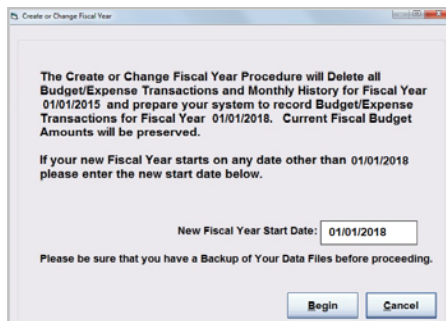 Create or Change Fiscal Year
The Create or Change Fiscal Year Procedure will Delete all
Budget/Expense Transactions and Monthly History for Fiscal Year
01/01/2015 and prepare your system to record Budget/Expense
Transactions for Fiscal Year 01/01/2018. Current Fiscal Budget
Amounts will be preserved.
If your new Fiscal Year starts on any date other than 01/01/2018
please enter the new start date below.
New Fiscal Year Start Date: 01/01/2018
Please be sure that you have a Backup of Your Data Files before proceeding.
Begin Cancel